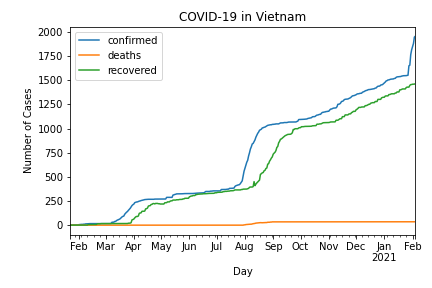 COVID-19 in Vietnam
confirmed
deaths
recovered
Number of Cases
2000
1750
1500
1250
1000
750
500
250
0
Feb Mar Apr May Jun Jul Aug Sep Oct Nov Dec Jan Feb
2021
Day